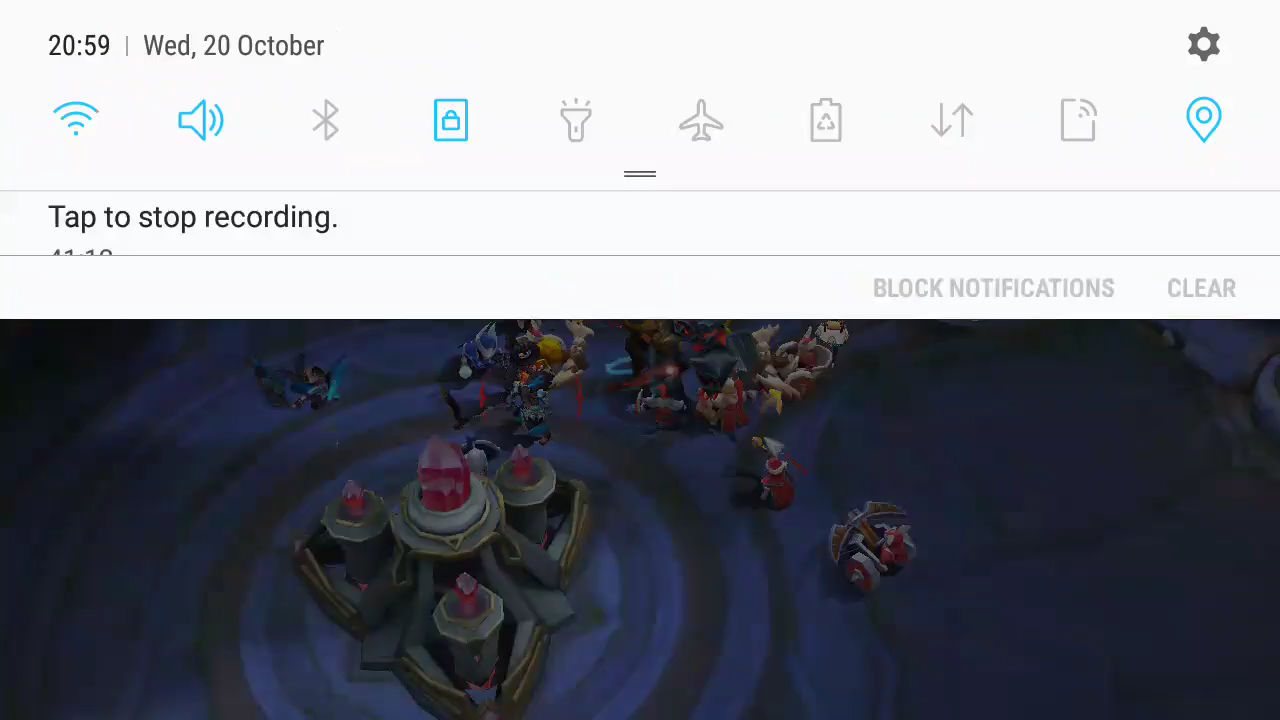 20:59 | Wed, 20 October
Tap to stop recording.
BLOCK NOTIFICATIONS CLEAR